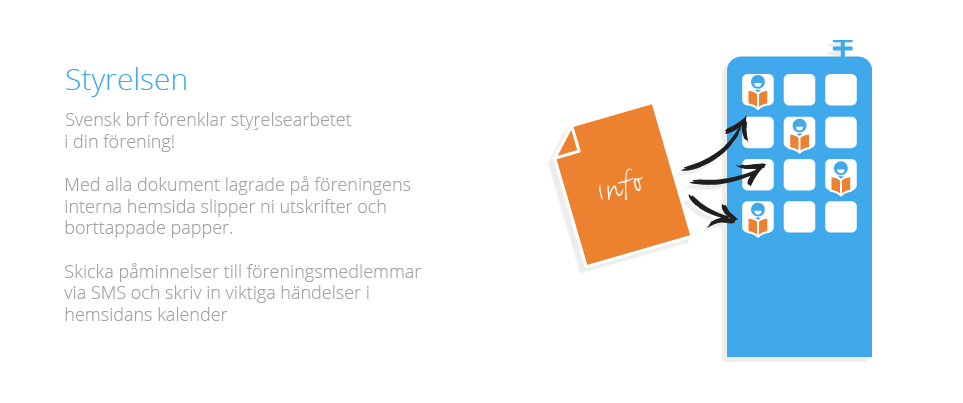 Styrelsen
Svensk brf förenklar styrelsearbetet
i din förening!
Med alla dokument lagrade på föreningens
interna hemsida slipper ni utskrifter och
borttappade papper.
Skicka påminnelser till föreningsmedlemmar
via SMS och skriv in viktiga händelser i
hemsidans kalender
info